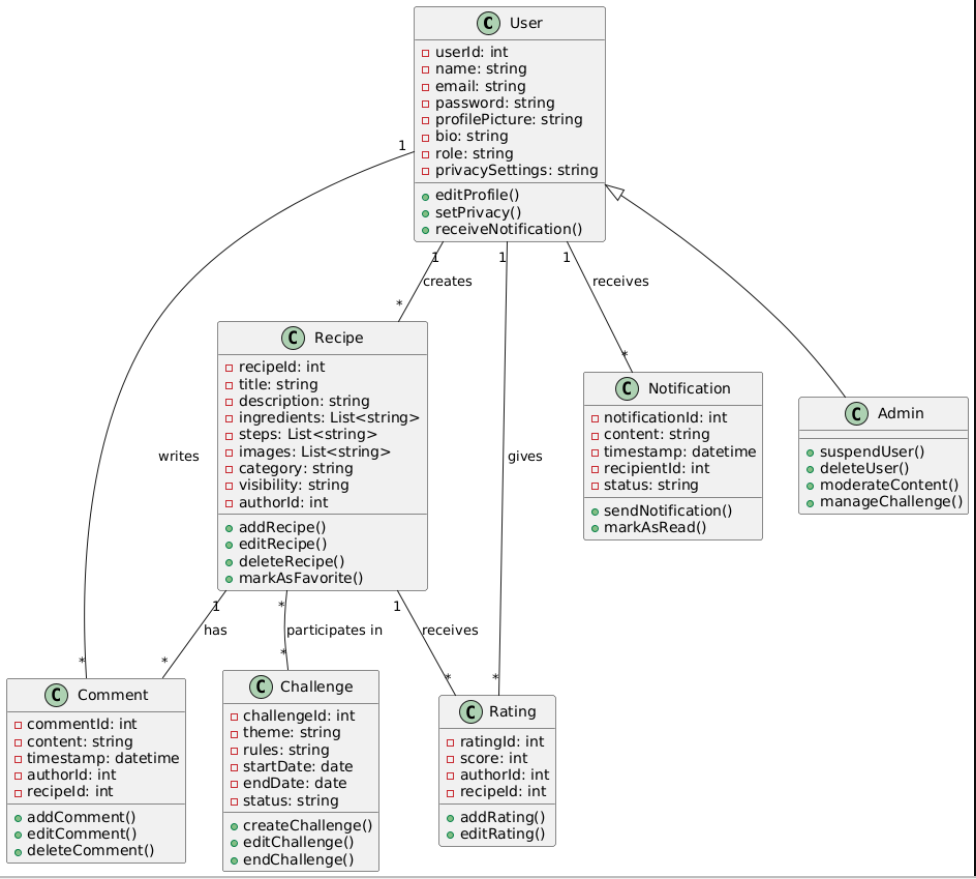 C User
userId: int
name: string
email: string
password: string
profilePicture: string
bio: string
role: string
privacySettings: string
editProfile()
setPrivacy()
receiveNotification()
1
1
creates
*
1
gives
*
1
receives
*
writes
*
C Recipe
recipeId: int
title: string
description: string
ingredients: List<string>
steps: List<string>
images: List<string>
category: string
visibility: string
authorId: int
addRecipe()
editRecipe()
deleteRecipe()
markAsFavorite()
C Notification
notificationId: int
content: string
timestamp: datetime
recipientId: int
status: string
sendNotification()
markAsRead()
C Admin
suspendUser()
deleteUser()
moderateContent()
manageChallenge()
1
has
*
*
participates in
*
1
receives
*
C Comment
commentId: int
content: string
timestamp: datetime
authorId: int
recipeId: int
addComment()
editComment()
deleteComment()
C Challenge
challengeId: int
theme: string
rules: string
startDate: date
endDate: date
status: string
createChallenge()
editChallenge()
endChallenge()
C Rating
ratingId: int
score: int
authorId: int
recipeId: int
addRating()
editRating()